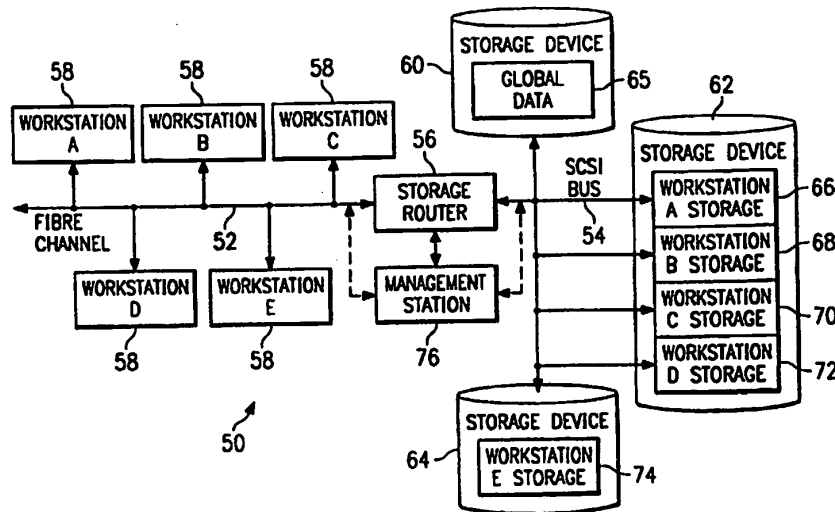 STORAGE DEVICE
60
GLOBAL
DATA
65
58
58
58
62
WORKSTATION
A
WORKSTATION
B
WORKSTATION
C
56
STORAGE
ROUTER
SCSI
BUS
54
STORAGE DEVICE
WORKSTATION
A STORAGE
66
WORKSTATION
B STORAGE
68
WORKSTATION
C STORAGE
70
WORKSTATION
D STORAGE
72
FIBRE
CHANNEL
52
WORKSTATION
D
WORKSTATION
E
MANAGEMENT
STATION
58
58
76
50
STORAGE DEVICE
64
WORKSTATION
E STORAGE
74